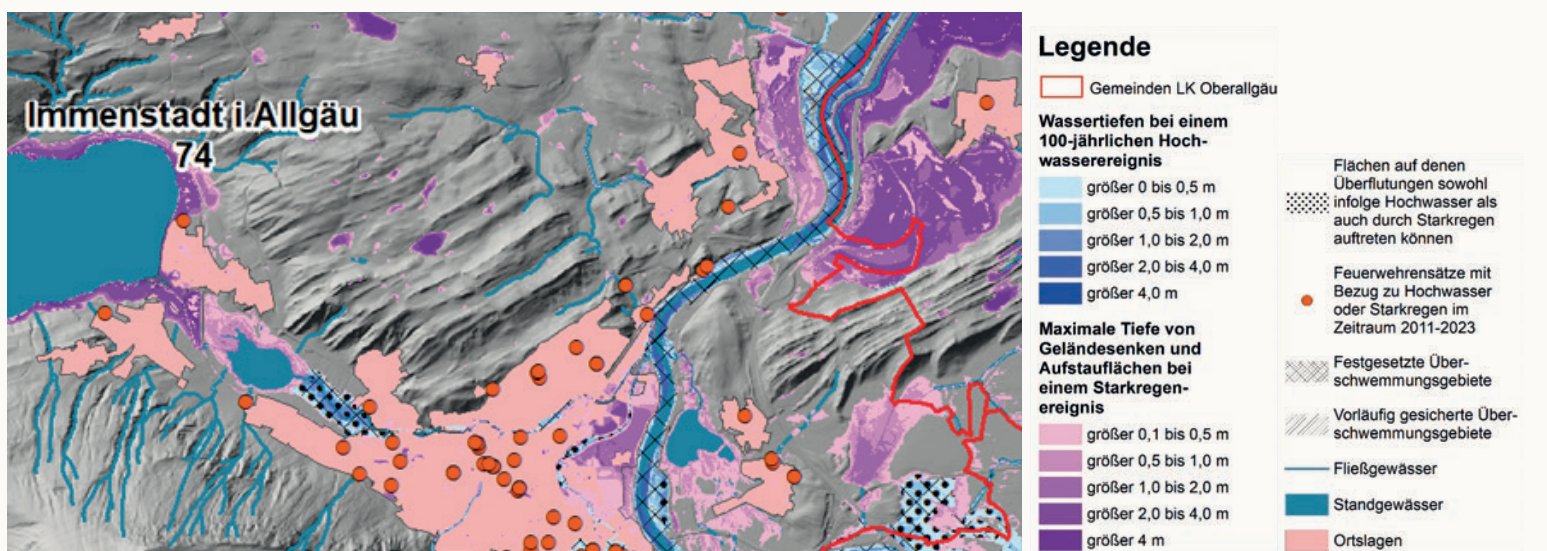 Immenstadt i.Allgäu
74
Legende
Gemeinden LK Oberallgäu
Wassertiefen bei einem
100-jährlichen Hoch-
wasserereignis
größer 0 bis 0,5 m
größer 0,5 bis 1,0 m
größer 1,0 bis 2,0 m
größer 2,0 bis 4,0 m
größer 4,0 m
Maximale Tiefe von
Geländesenken und
Aufstauflächen bei
einem Starkregen-
ereignis
größer 0,1 bis 0,5 m
größer 0,5 bis 1,0 m
größer 1,0 bis 2,0 m
größer 2,0 bis 4,0 m
größer 4 m
Flächen auf denen
Überflutungen sowohl
infolge Hochwasser als
auch durch Starkregen
auftreten können
Feuerwehrensätze mit
Bezug zu Hochwasser
oder Starkregen im
Zeitraum 2011-2023
Festgesetzte Über-
schwemmungsgebiete
Vorläufig gesicherte Über-
schwemmungsgebiete
Fließgewässer
Standgewässer
Ortslagen